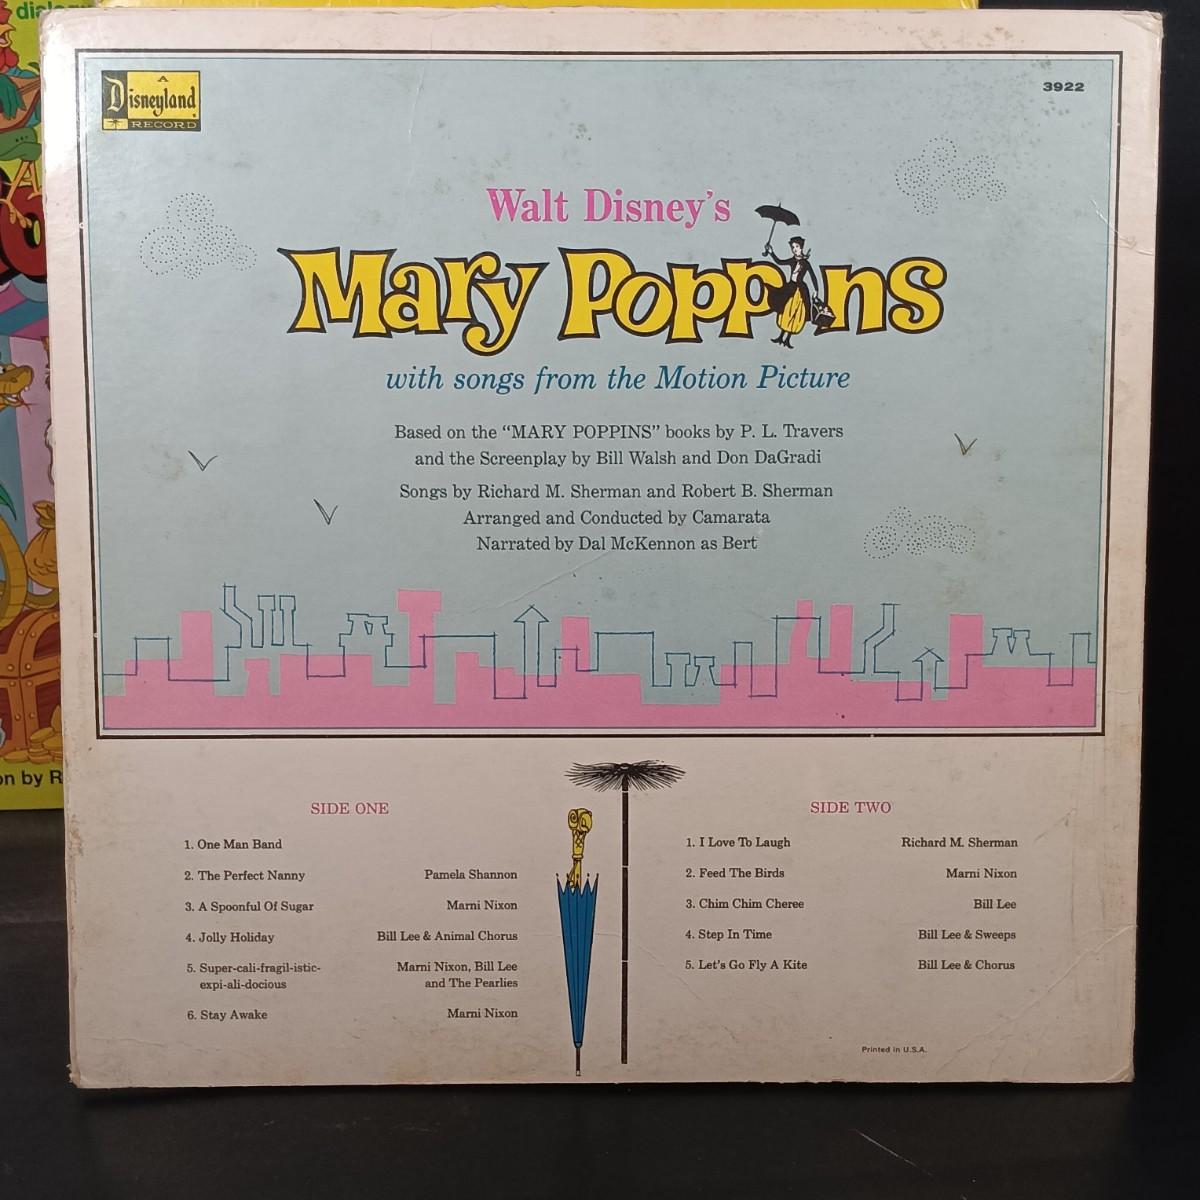 dialogue
A
Disneyland
RECORD
3922
Walt Disney's
Mary Poppins
with songs from the Motion Picture
Based on the “MARY POPPINS” books by P. L. Travers
and the Screenplay by Bill Walsh and Don DaGradi
Songs by Richard M. Sherman and Robert B. Sherman
Arranged and Conducted by Camarata
Narrated by Dal McKennon as Bert
on by R
SIDE ONE
1. One Man Band
2. The Perfect Nanny Pamela Shannon
3. A Spoonful Of Sugar Marni Nixon
4. Jolly Holiday Bill Lee & Animal Chorus
5. Super-cali-fragil-istic- Marni Nixon, Bill Lee
expi-ali-docious and The Pearlies
6. Stay Awake Marni Nixon
SIDE TWO
1. I Love To Laugh Richard M. Sherman
2. Feed The Birds Marni Nixon
3. Chim Chim Cheree Bill Lee
4. Step In Time Bill Lee & Sweeps
5. Let's Go Fly A Kite Bill Lee & Chorus
Printed in U.S.A.